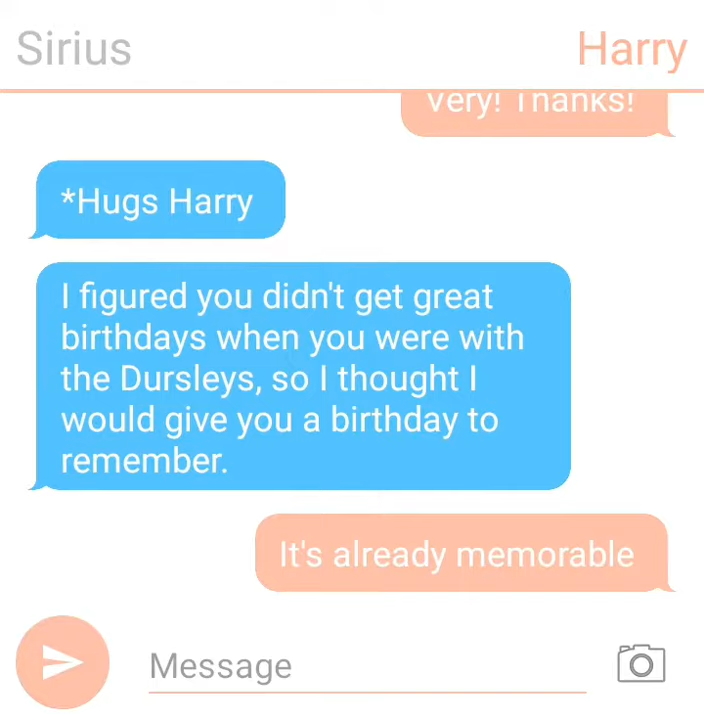 Sirius Harry
Very! Thanks!
*Hugs Harry
I figured you didn't get great
birthdays when you were with
the Dursleys, so I thought I
would give you a birthday to
remember.
It's already memorable
Message